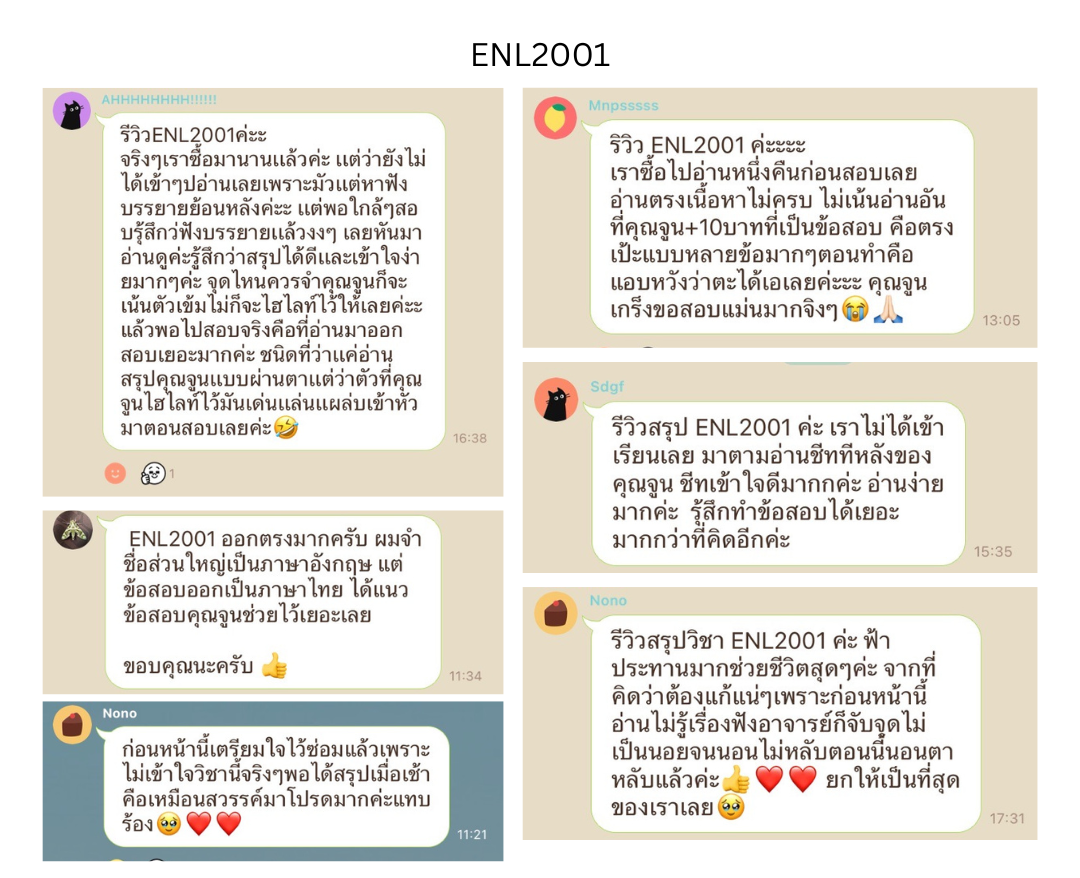 ENL2001
AHHHHHHHH!!!!!!
รีวิวENL2001ค่ะะ
จริงๆเราซื้อมานานแล้วค่ะ แต่ว่ายังไม่
ได้เข้าๆปอ่านเลยเพราะมัวแต่หาฟัง
บรรยายย้อนหลังค่ะะ แต่พอใกล้ๆสอ
บรุ้สึกว่ฟังบรรยายแล้วงงๆ เลยหันมา
อ่านดูค่ะรู้สึกว่าสรุปได้ดีและเข้าใจง่า
ยมากๆค่ะ จุดไหนควรจำคุณจูนก็จะ
เน้นตัวเข้มไม่ก็จะไฮไลท์ไว้ให้เลยค่ะะ
แล้วพอไปสอบจริงคือที่อ่านมาออก
สอบเยอะมากค่ะ ชนิดที่ว่าแค่อ่าน
สรุปคุณจูนแบบผ่านตาแต่ว่าตัวที่คุณ
จูนไฮไลท์ไว้มันเด่นแล่นแผล่บเข้าหัว
มาตอนสอบเลยค่ะ🤣
16:38
1
ENL2001 ออกตรงมากครับ ผมจำ
ชื่อส่วนใหญ่เป็นภาษาอังกฤษ แต่
ข้อสอบออกเป็นภาษาไทย ได้แนว
ข้อสอบคุณจูนช่วยไว้เยอะเลย
ขอบคุณนะครับ 👍
11:34
Nono
ก่อนหน้านี้เตรียมใจไว้ซ่อมแล้วเพราะ
ไม่เข้าใจวิชานี้จริงๆพอได้สรุปเมื่อเช้า
คือเหมือนสวรรค์มาโปรดมากค่ะแทบ
ร้อง🥹❤️❤️
11:21
Mnpsssss
ริวิว ENL2001 ค่ะะะะ
เราซื้อไปอ่านหนึ่งคืนก่อนสอบเลย
อ่านตรงเนื้อหาไม่ครบ ไม่เน้นอ่านอัน
ที่คุณจูน+10บาทที่เป็นข้อสอบ คือตรง
เป้ะแบบหลายข้อมากๆตอนทำคือ
แอบหวังว่าตะได้เอเลยค่ะะะ คุณจูน
เกร็งขอสอบแม่นมากจิงๆ😭🙏🏻
13:05
Sdgf
รีวิวสรุป ENL2001 ค่ะ เราไม่ได้เข้า
เรียนเลย มาตามอ่านชีททีหลังของ
คุณจูน ชีทเข้าใจดีมากกค่ะ อ่านง่าย
มากค่ะ รุ้สึกทำข้อสอบได้เยอะ
มากกว่าที่คิดอีกค่ะ
15:35
Nono
รีวิวสรุปวิชา ENL2001 ค่ะ ฟ้า
ประทานมากช่วยชีวิตสุดๆค่ะ จากที่
คิดว่าต้องแก้แน่ๆเพราะก่อนหน้านี้
อ่านไม่รู้เรื่องฟังอาจารย์ก็จับจุดไม่
เป็นนอยจนนอนไม่หลับตอนนี้นอนตา
หลับแล้วค่ะ👍❤️❤️ ยกให้เป็นที่สุด
ของเราเลย🥹
17:31